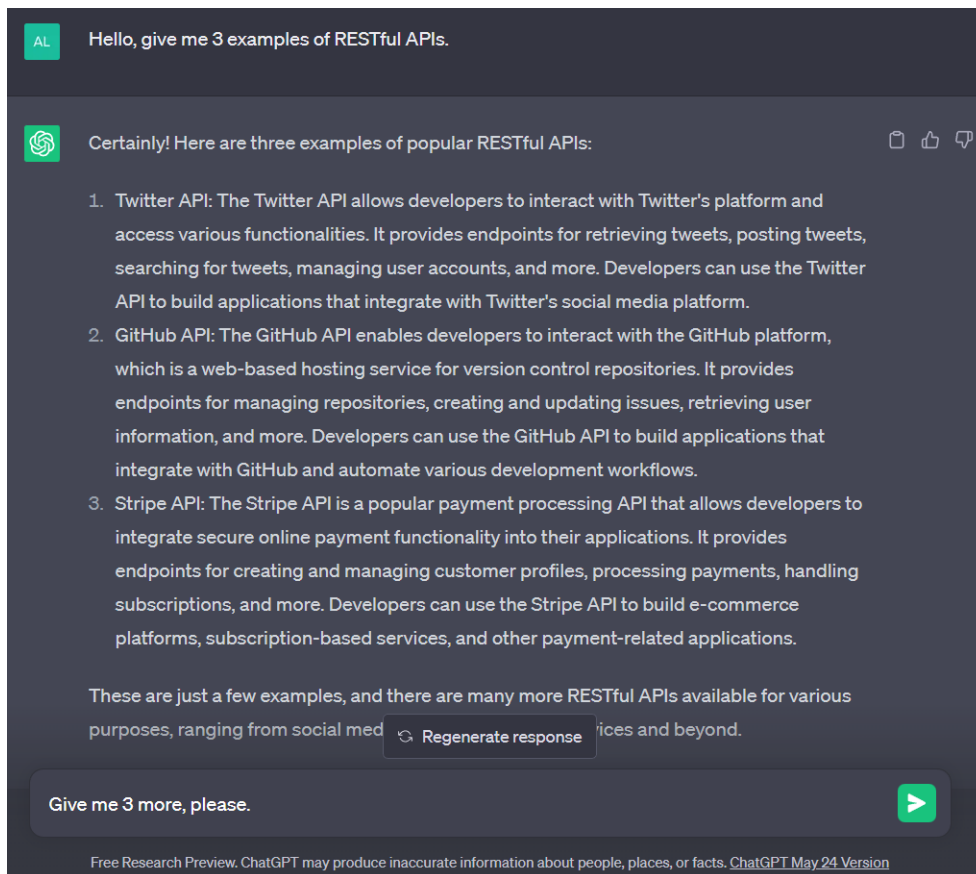 AL
Hello, give me 3 examples of RESTful APIs.
Certainly! Here are three examples of popular RESTful APIs:
1. Twitter API: The Twitter API allows developers to interact with Twitter's platform and
access various functionalities. It provides endpoints for retrieving tweets, posting tweets,
searching for tweets, managing user accounts, and more. Developers can use the Twitter
API to build applications that integrate with Twitter's social media platform.
2. GitHub API: The GitHub API enables developers to interact with the GitHub platform,
which is a web-based hosting service for version control repositories. It provides
endpoints for managing repositories, creating and updating issues, retrieving user
information, and more. Developers can use the GitHub API to build applications that
integrate with GitHub and automate various development workflows.
3. Stripe API: The Stripe API is a popular payment processing API that allows developers to
integrate secure online payment functionality into their applications. It provides
endpoints for creating and managing customer profiles, processing payments, handling
subscriptions, and more. Developers can use the Stripe API to build e-commerce
platforms, subscription-based services, and other payment-related applications.
These are just a few examples, and there are many more RESTful APIs available for various
purposes, ranging from social med ices and beyond.
Regenerate response
Give me 3 more, please.
Free Research Preview. ChatGPT may produce inaccurate information about people, places, or facts. ChatGPT May 24 Version